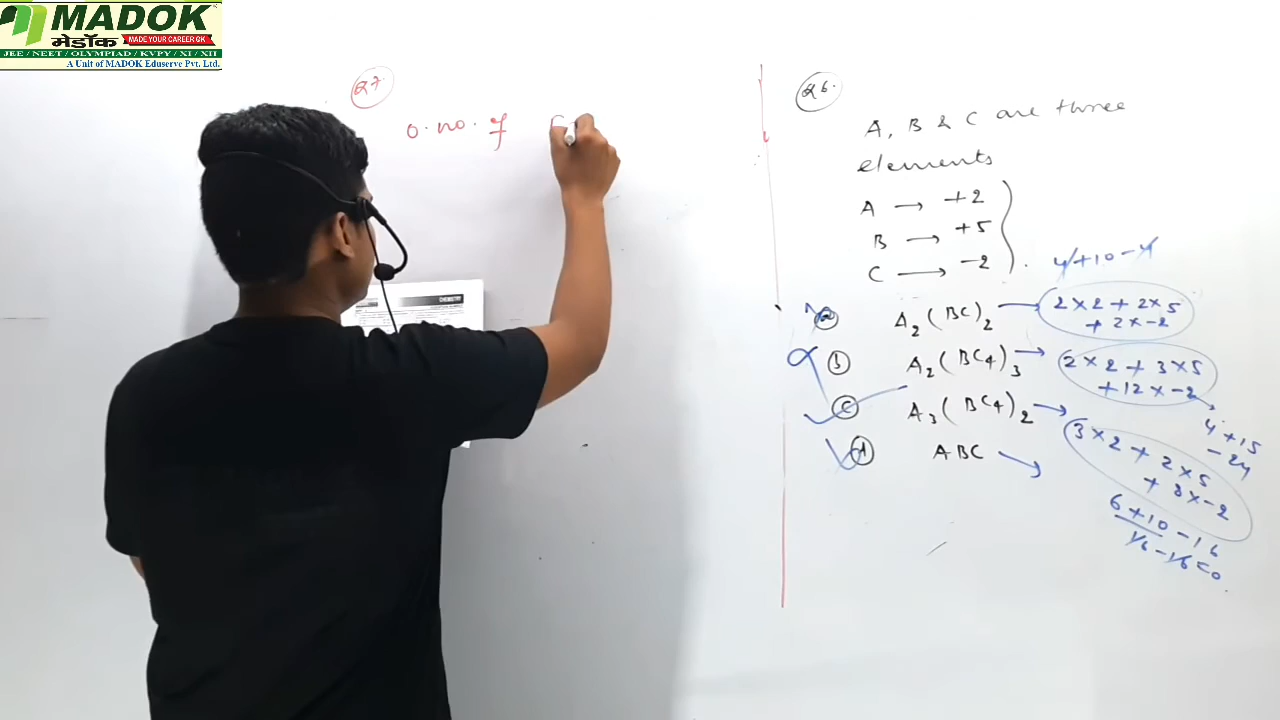 MADOK
मेडॉक MADE YOUR CAREER GK
JEE / NEET / OLYMPIAD / KVPY / XI / XII
A Unit of MADOK Eduserve Pvt. Ltd.
Q7.
O. no. of
CHEMISTRY
Q6.
A, B & C are three
elements
A → +2
B → +5
C → -2
4+10-4
a A2(BC)2 → 2×2 + 2×5
+ 2×-2
b A2(BC4)3 → 2×2 + 3×5
+12×-2
4+15
-24
c A3(BC4)2 → 3×2 + 2×5
+ 8×-2
6+10-16
16-16=0
d ABC →